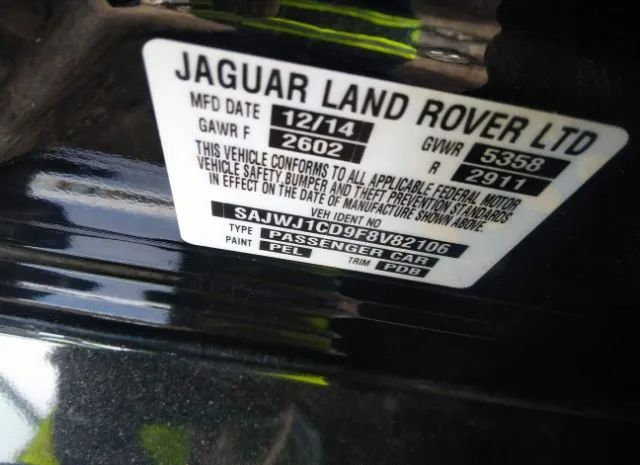 JAGUAR LAND ROVER LTD
MFD DATE 12/14
GAWR F 2602 GVWR 5358
R 2911
THIS VEHICLE CONFORMS TO ALL APPLICABLE FEDERAL MOTOR
VEHICLE SAFETY, BUMPER AND THEFT PREVENTION STANDARDS
IN EFFECT ON THE DATE OF MANUFACTURE SHOWN ABOVE.
VEH IDENT NO
SAJWJ1CD9F8V82106
TYPE PASSENGER CAR
PAINT PEL TRIM PDB